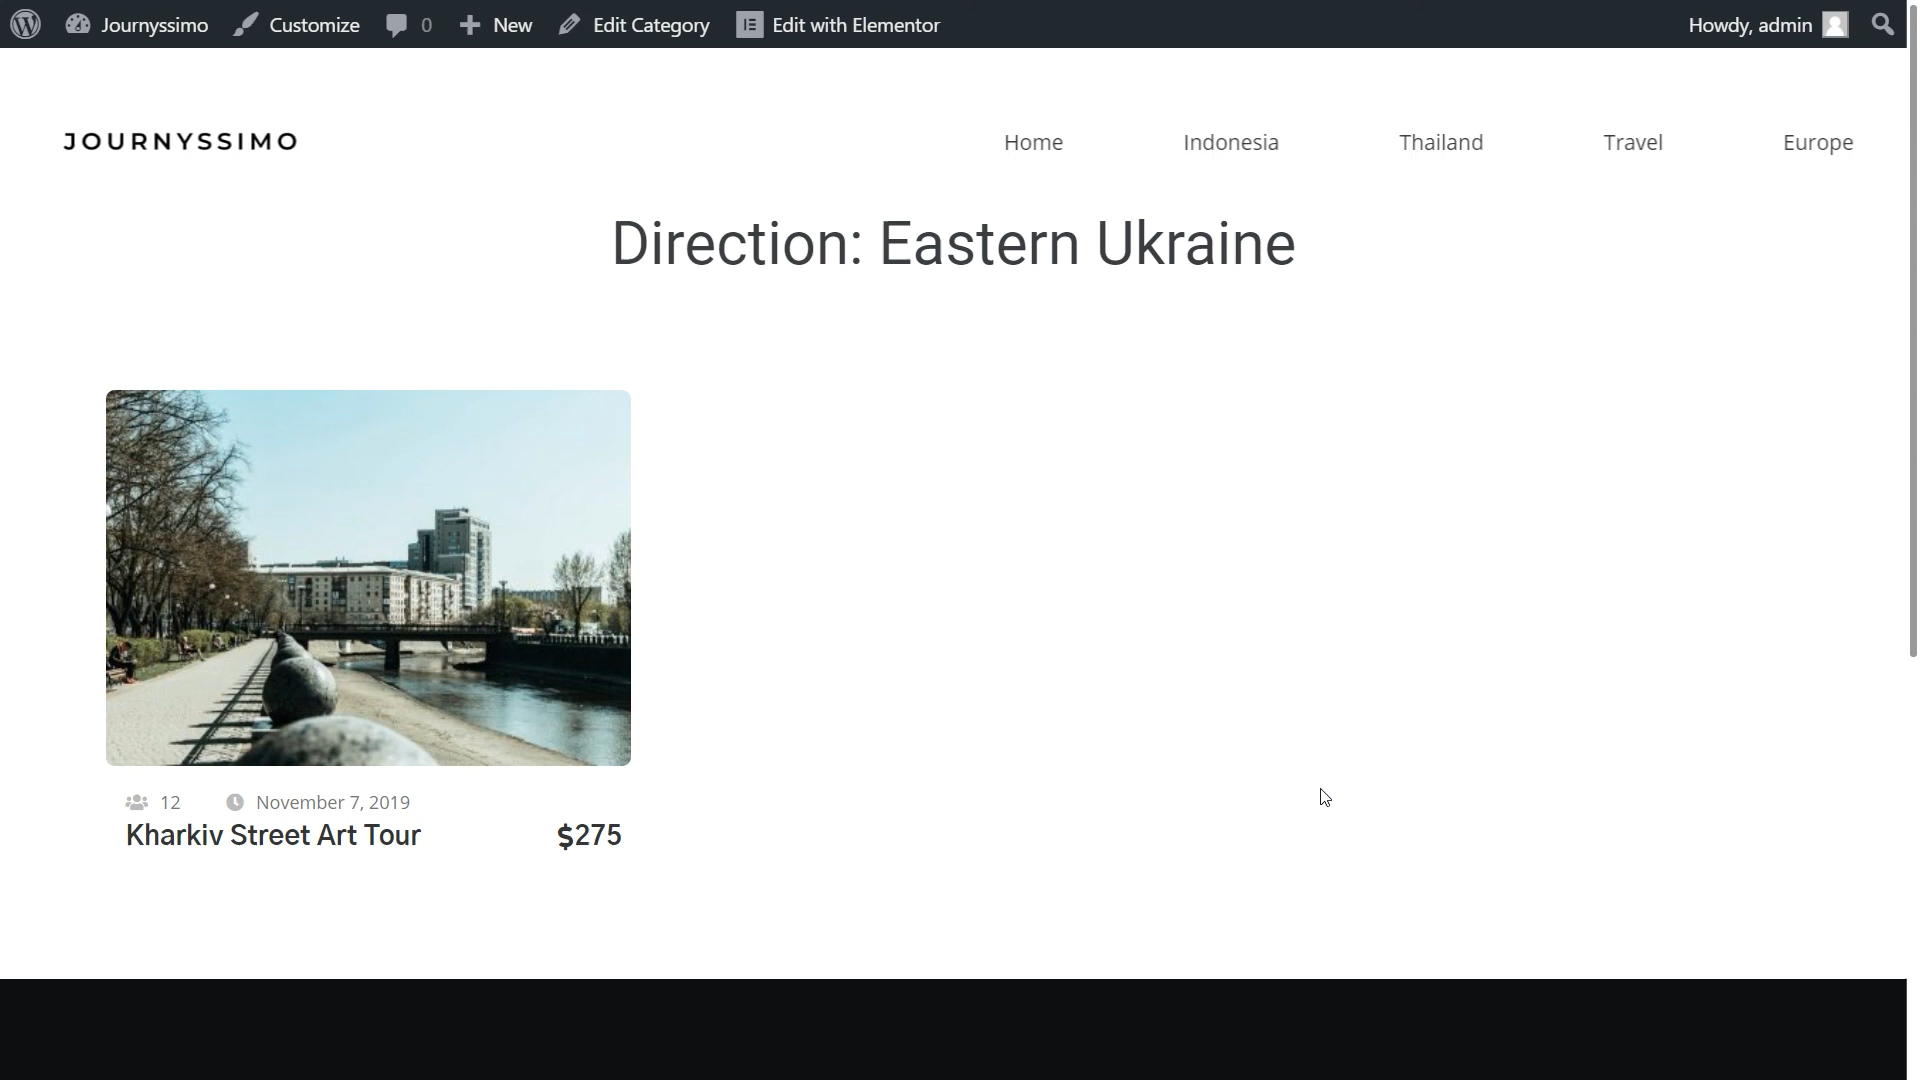 Journyssimo Customize 0 New Edit Category Edit with Elementor Howdy, admin
JOURNYSSIMO Home Indonesia Thailand Travel Europe
Direction: Eastern Ukraine
12 November 7, 2019
Kharkiv Street Art Tour $275